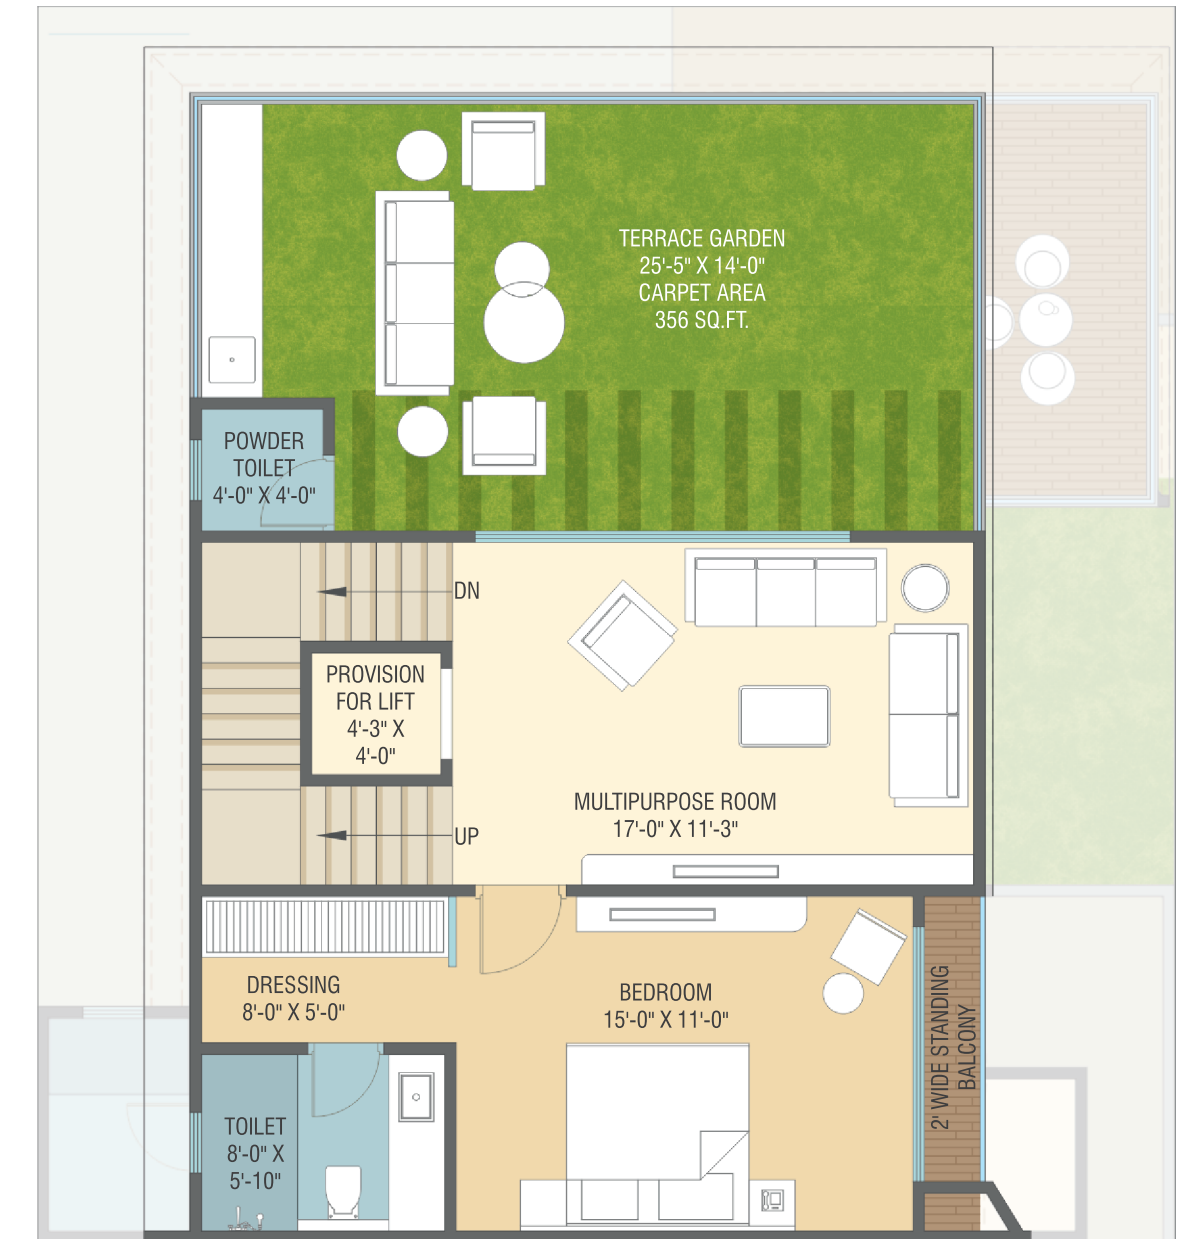 TERRACE GARDEN
25'-5" X 14'-0"
CARPET AREA
356 SQ.FT.
POWDER
TOILET
4'-0" X 4'-0"
DN
PROVISION
FOR LIFT
4'-3" X
4'-0"
MULTIPURPOSE ROOM
17'-0" X 11'-3"
UP
DRESSING
8'-0" X 5'-0"
BEDROOM
15'-0" X 11'-0"
2' WIDE STANDING
BALCONY
TOILET
8'-0" X
5'-10"